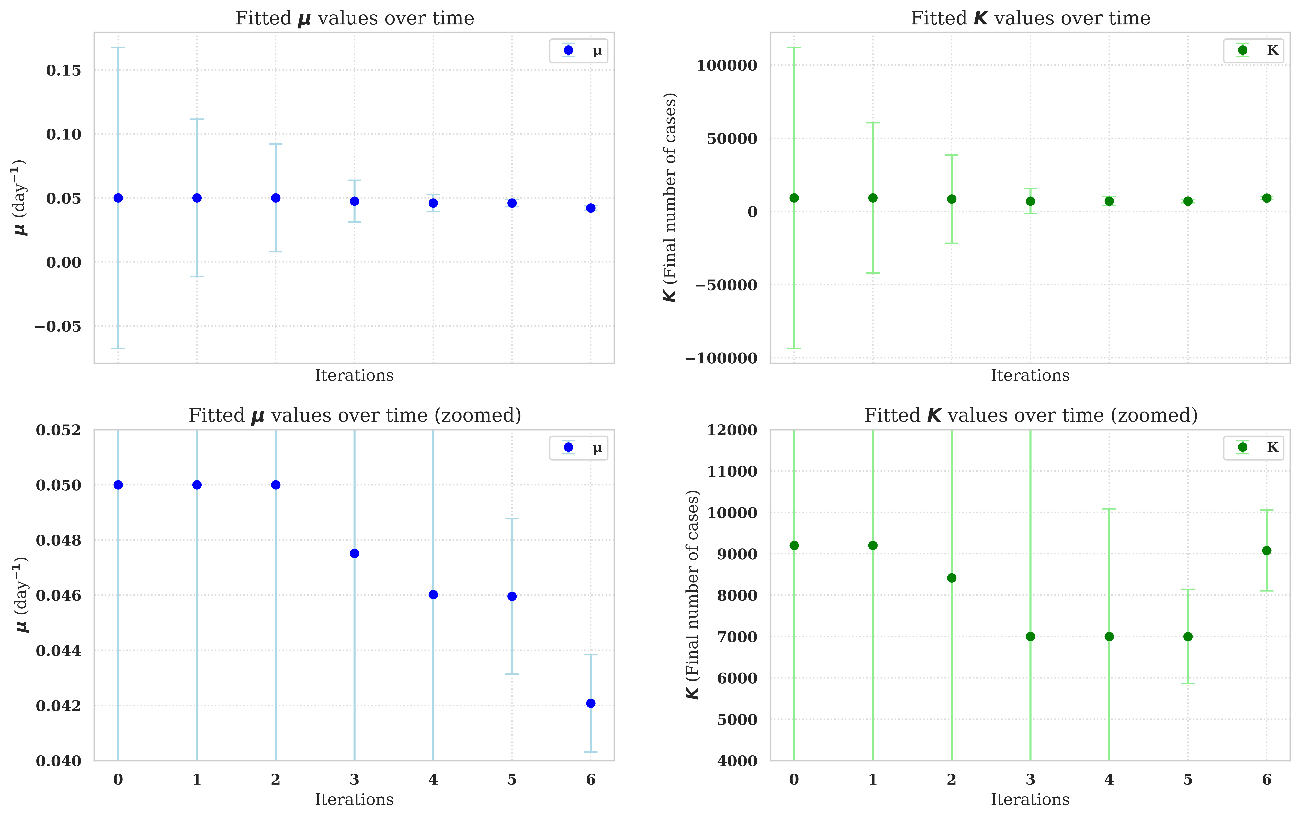 Fitted μ values over time
μ
μ (day⁻¹)
0.15
0.10
0.05
0.00
−0.05
Iterations
Fitted K values over time
K
K (Final number of cases)
100000
50000
0
−50000
−100000
Iterations
Fitted μ values over time (zoomed)
μ
μ (day⁻¹)
0.052
0.050
0.048
0.046
0.044
0.042
0.040
0 1 2 3 4 5 6
Iterations
Fitted K values over time (zoomed)
K
K (Final number of cases)
12000
11000
10000
9000
8000
7000
6000
5000
4000
0 1 2 3 4 5 6
Iterations